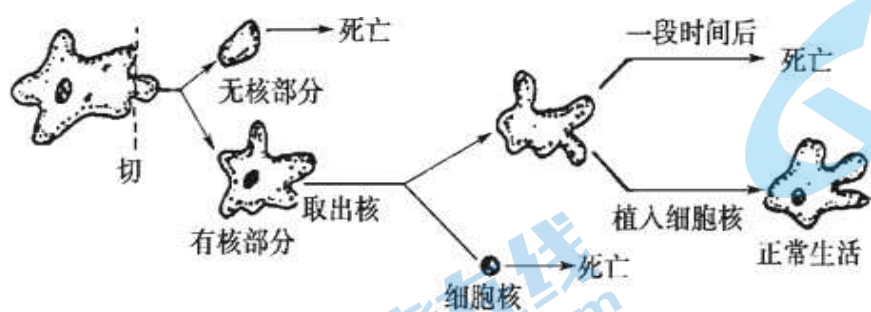 死亡
一段时间后
死亡
无核部分
切
取出核
植入细胞核
有核部分
正常生活
死亡
细胞核